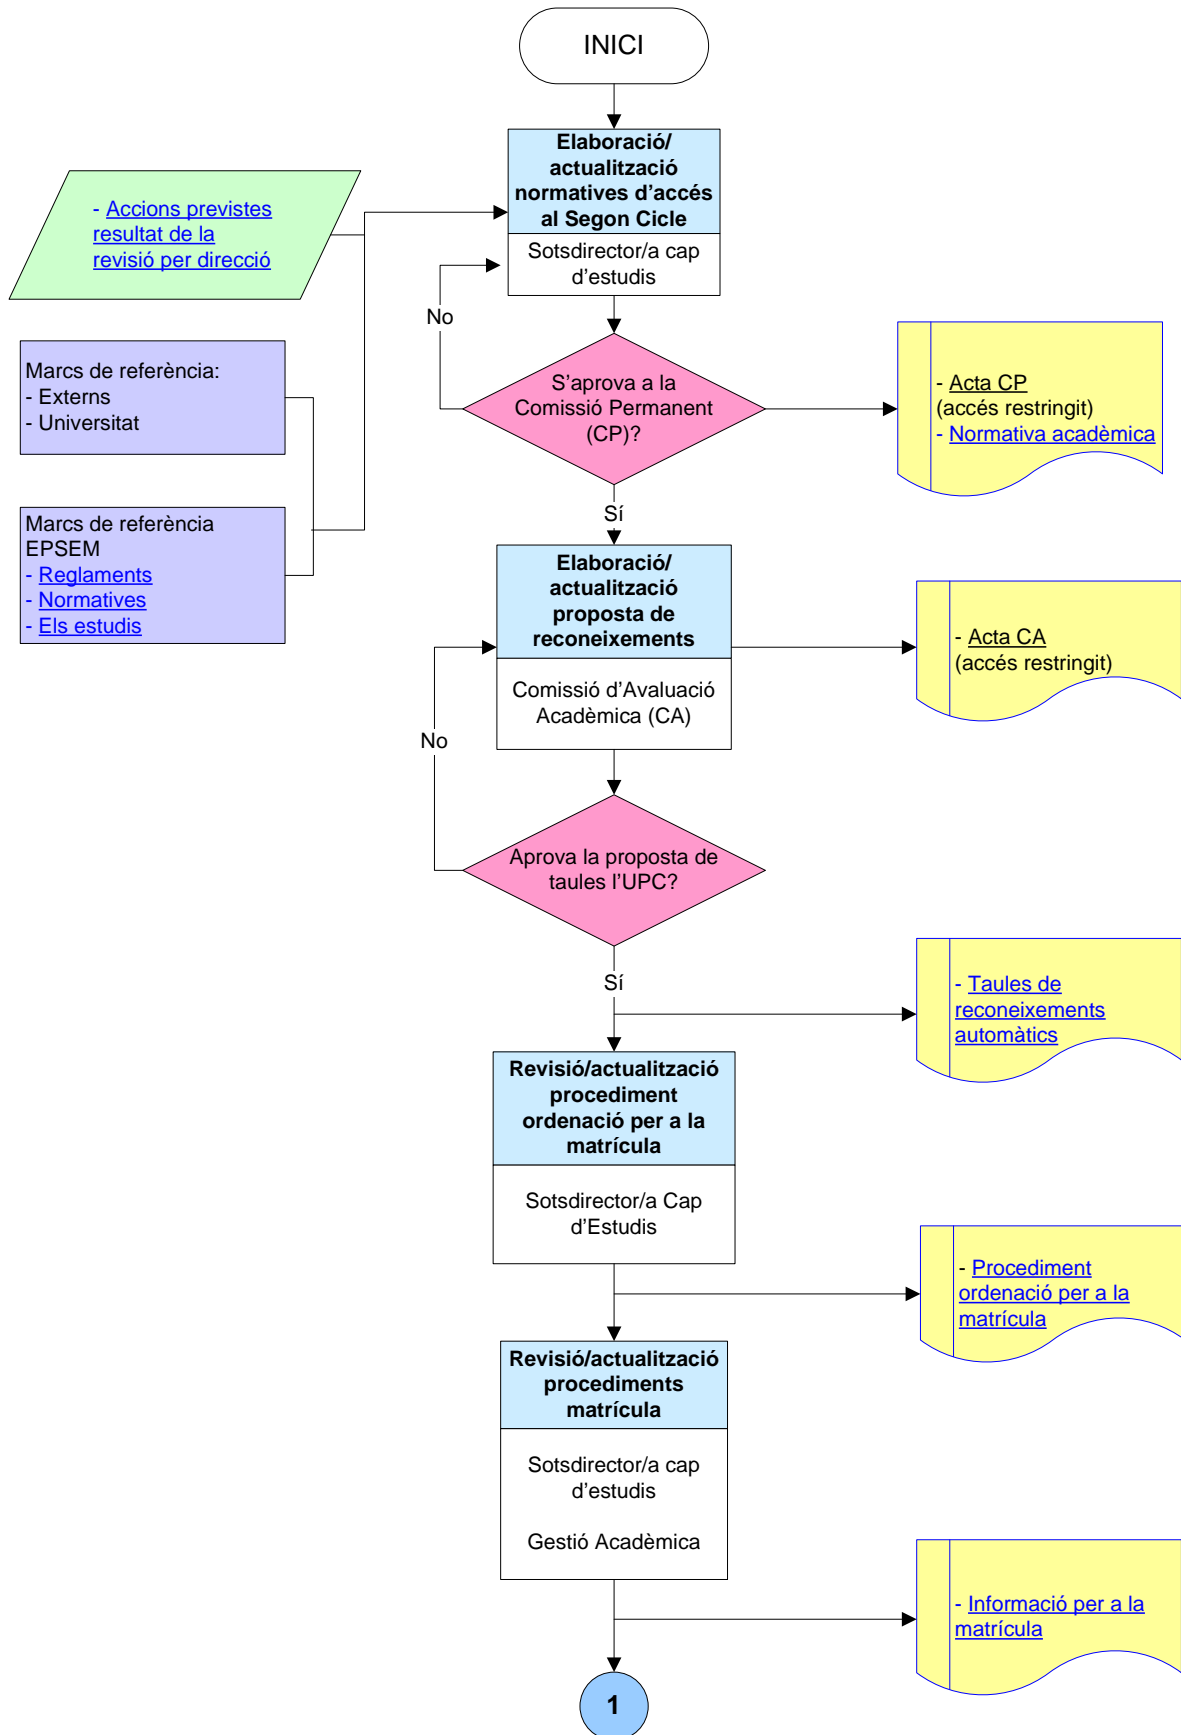 INICI
Elaboració/
actualització
normatives d’accés
al Segon Cicle
Sotsdirector/a cap
d’estudis
- Accions previstes
resultat de la
revisió per direcció
No
Marcs de referència:
- Externs
- Universitat
S’aprova a la
Comissió Permanent
(CP)?
- Acta CP
(accés restringit)
- Normativa acadèmica
Sí
Marcs de referència
EPSEM
- Reglaments
- Normatives
- Els estudis
Elaboració/
actualització
proposta de
reconeixements
Comissió d’Avaluació
Acadèmica (CA)
- Acta CA
(accés restringit)
No
Aprova la proposta de
taules l’UPC?
Sí
- Taules de
reconeixements
automàtics
Revisió/actualització
procediment
ordenació per a la
matrícula
Sotsdirector/a Cap
d’Estudis
- Procediment
ordenació per a la
matrícula
Revisió/actualització
procediments
matrícula
Sotsdirector/a cap
d’estudis
Gestió Acadèmica
- Informació per a la
matrícula
1